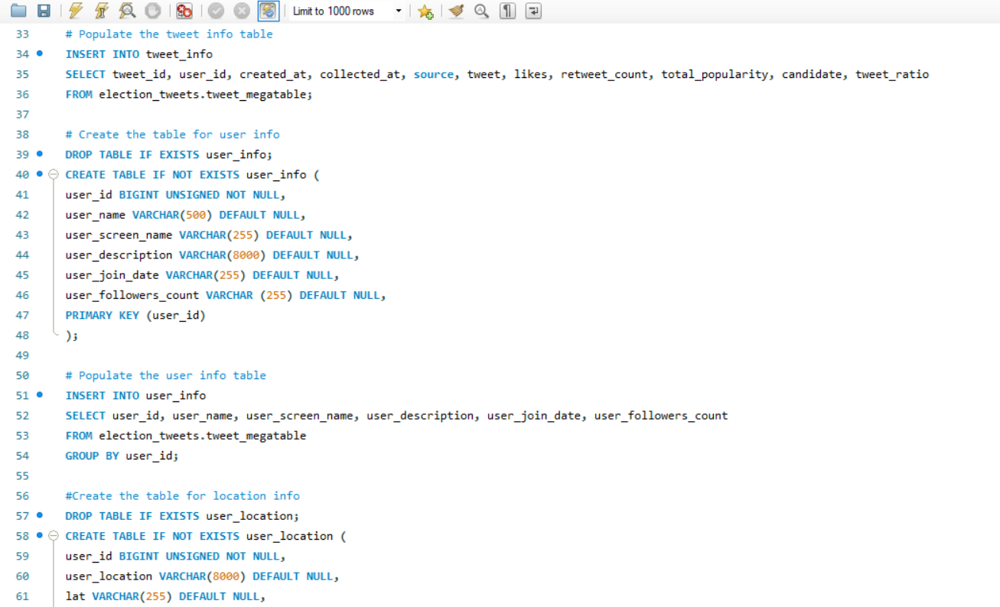 Limit to 1000 rows
33 # Populate the tweet info table
34 INSERT INTO tweet_info
35 SELECT tweet_id, user_id, created_at, collected_at, source, tweet, likes, retweet_count, total_popularity, candidate, tweet_ratio
36 FROM election_tweets.tweet_megatable;
37
38 # Create the table for user info
39 DROP TABLE IF EXISTS user_info;
40 CREATE TABLE IF NOT EXISTS user_info (
41 user_id BIGINT UNSIGNED NOT NULL,
42 user_name VARCHAR(500) DEFAULT NULL,
43 user_screen_name VARCHAR(255) DEFAULT NULL,
44 user_description VARCHAR(8000) DEFAULT NULL,
45 user_join_date VARCHAR(255) DEFAULT NULL,
46 user_followers_count VARCHAR (255) DEFAULT NULL,
47 PRIMARY KEY (user_id)
48 );
49
50 # Populate the user info table
51 INSERT INTO user_info
52 SELECT user_id, user_name, user_screen_name, user_description, user_join_date, user_followers_count
53 FROM election_tweets.tweet_megatable
54 GROUP BY user_id;
55
56 #Create the table for location info
57 DROP TABLE IF EXISTS user_location;
58 CREATE TABLE IF NOT EXISTS user_location (
59 user_id BIGINT UNSIGNED NOT NULL,
60 user_location VARCHAR(8000) DEFAULT NULL,
61 lat VARCHAR(255) DEFAULT NULL,